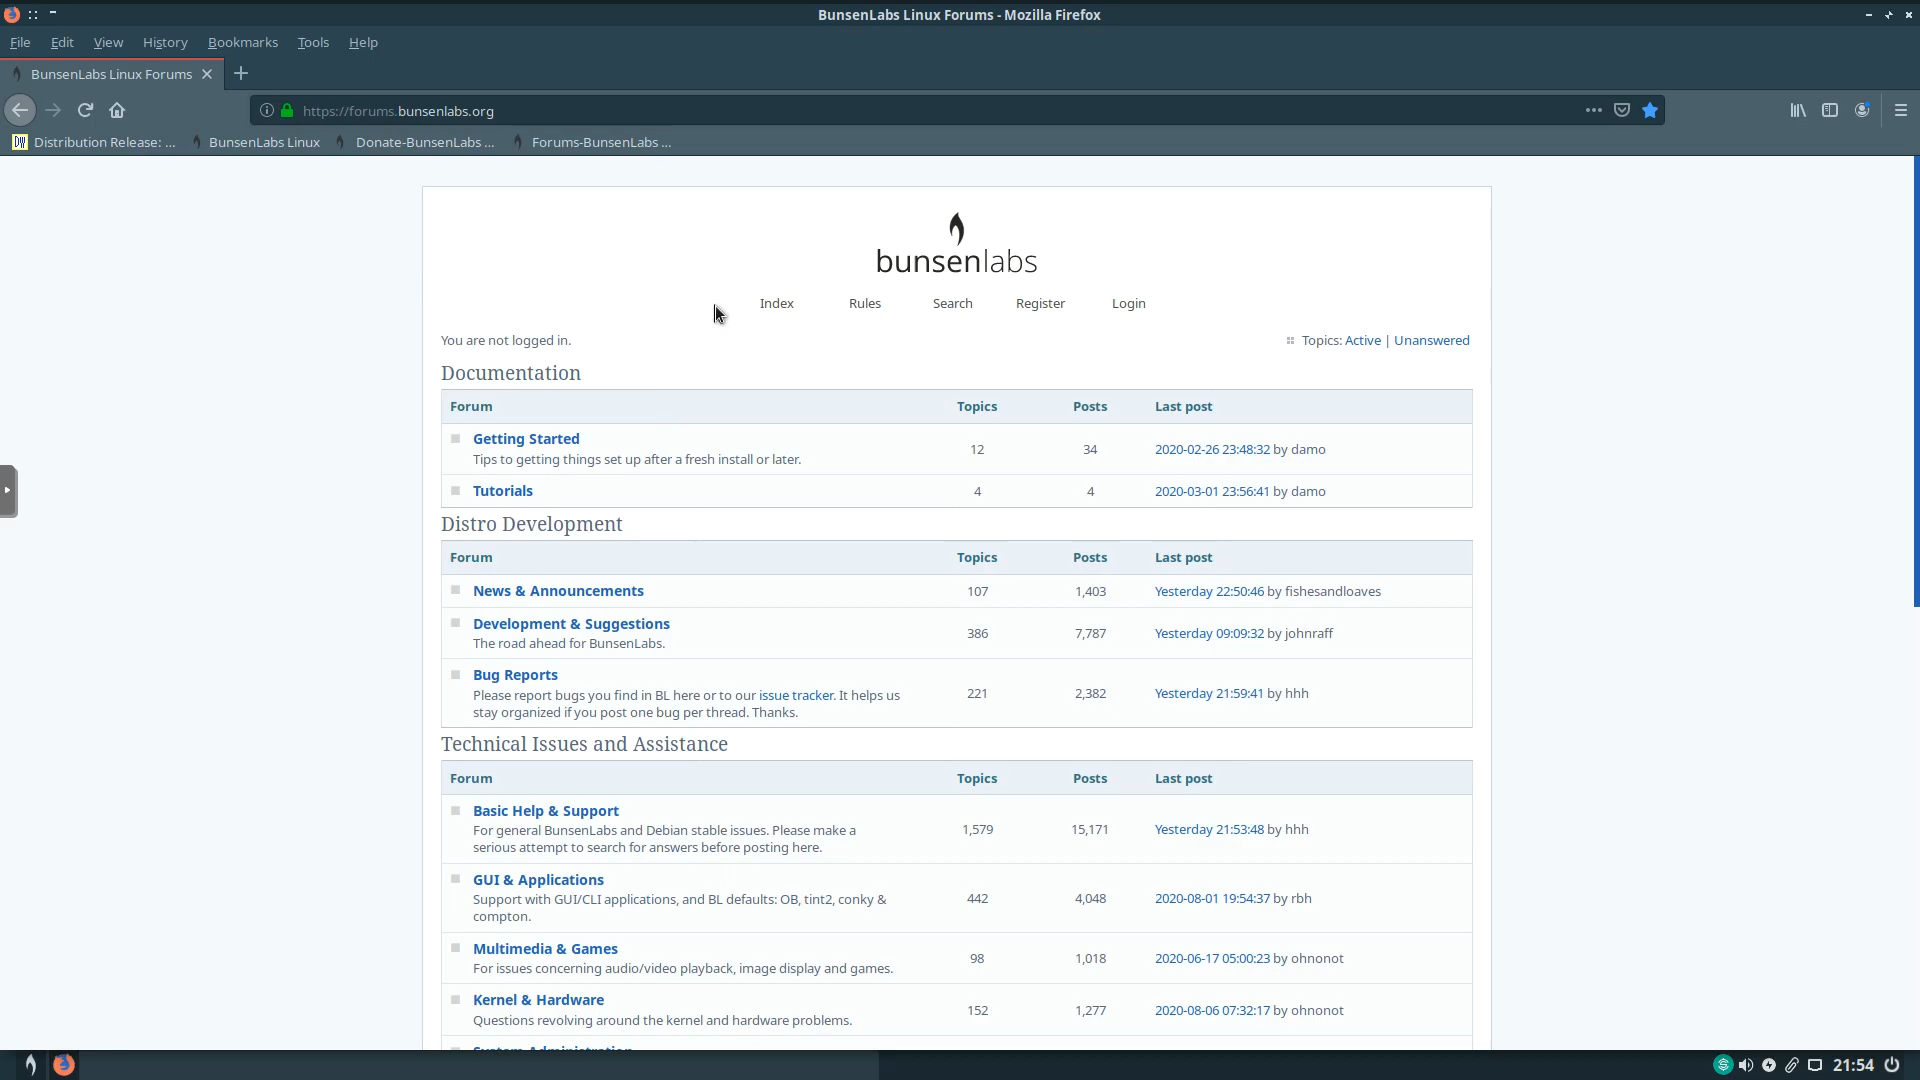 BunsenLabs Linux Forums - Mozilla Firefox
File Edit View History Bookmarks Tools Help
BunsenLabs Linux Forums
https://forums.bunsenlabs.org
Distribution Release: ... BunsenLabs Linux Donate-BunsenLabs ... Forums-BunsenLabs ...
bunsenlabs
Index Rules Search Register Login
You are not logged in. Topics: Active | Unanswered
Documentation
Forum Topics Posts Last post
Getting Started
Tips to getting things set up after a fresh install or later. 12 34 2020-02-26 23:48:32 by damo
Tutorials 4 4 2020-03-01 23:56:41 by damo
Distro Development
Forum Topics Posts Last post
News & Announcements 107 1,403 Yesterday 22:50:46 by fishesandloaves
Development & Suggestions
The road ahead for BunsenLabs. 386 7,787 Yesterday 09:09:32 by johnraff
Bug Reports
Please report bugs you find in BL here or to our issue tracker. It helps us 221 2,382 Yesterday 21:59:41 by hhh
stay organized if you post one bug per thread. Thanks.
Technical Issues and Assistance
Forum Topics Posts Last post
Basic Help & Support
For general BunsenLabs and Debian stable issues. Please make a 1,579 15,171 Yesterday 21:53:48 by hhh
serious attempt to search for answers before posting here.
GUI & Applications
Support with GUI/CLI applications, and BL defaults: OB, tint2, conky & 442 4,048 2020-08-01 19:54:37 by rbh
compton.
Multimedia & Games
For issues concerning audio/video playback, image display and games. 98 1,018 2020-06-17 05:00:23 by ohnonot
Kernel & Hardware
Questions revolving around the kernel and hardware problems. 152 1,277 2020-08-06 07:32:17 by ohnonot
System Administration
21:54